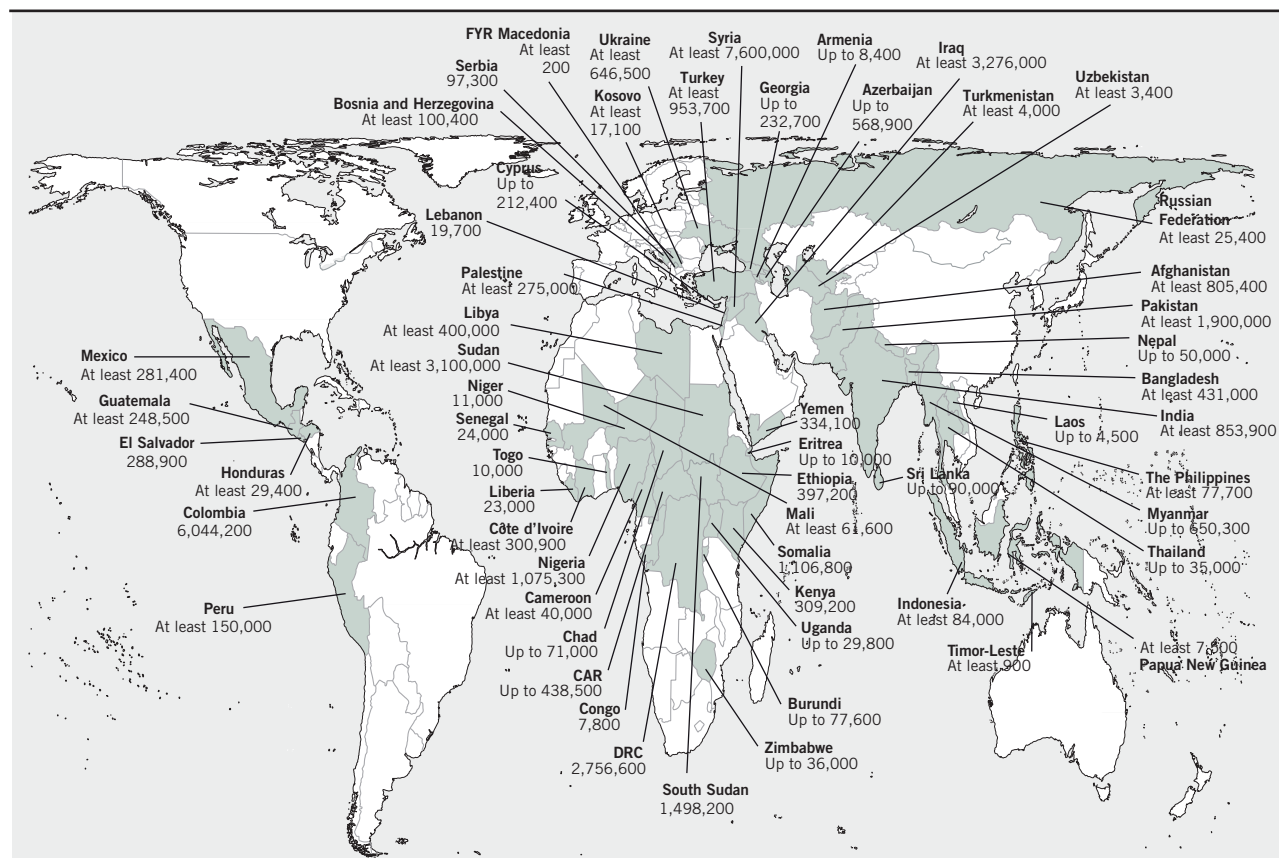 FYR Macedonia
At least
200
Ukraine
At least
646,500
Syria
At least 7,600,000
Armenia
Up to 8,400
Iraq
At least 3,276,000
Serbia
97,300
Kosovo
At least
17,100
Turkey
At least
953,700
Georgia
Up to
232,700
Azerbaijan
Up to
568,900
Turkmenistan
At least 4,000
Uzbekistan
At least 3,400
Bosnia and Herzegovina
At least 100,400
Cyprus
Up to
212,400
Lebanon
19,700
Palestine
At least 275,000
Libya
At least 400,000
Sudan
At least 3,100,000
Niger
11,000
Senegal
24,000
Togo
10,000
Liberia
23,000
Côte d'Ivoire
At least 300,900
Nigeria
At least 1,075,300
Cameroon
At least 40,000
Chad
Up to 71,000
CAR
Up to 438,500
Congo
7,800
DRC
2,756,600
South Sudan
1,498,200
Mexico
At least 281,400
Guatemala
At least 248,500
El Salvador
288,900
Honduras
At least 29,400
Colombia
6,044,200
Peru
At least 150,000
Russian
Federation
At least 25,400
Afghanistan
At least 805,400
Pakistan
At least 1,900,000
Nepal
Up to 50,000
Bangladesh
At least 431,000
India
At least 853,900
Laos
Up to 4,500
The Philippines
At least 77,700
Myanmar
Up to 650,300
Thailand
Up to 35,000
Yemen
334,100
Eritrea
Up to 10,000
Ethiopia
397,200
Sri Lanka
Up to 90,000
Mali
At least 61,600
Somalia
1,106,800
Kenya
309,200
Uganda
Up to 29,800
Burundi
Up to 77,600
Zimbabwe
Up to 36,000
Indonesia
At least 84,000
Timor-Leste
At least 900
At least 7,500
Papua New Guinea